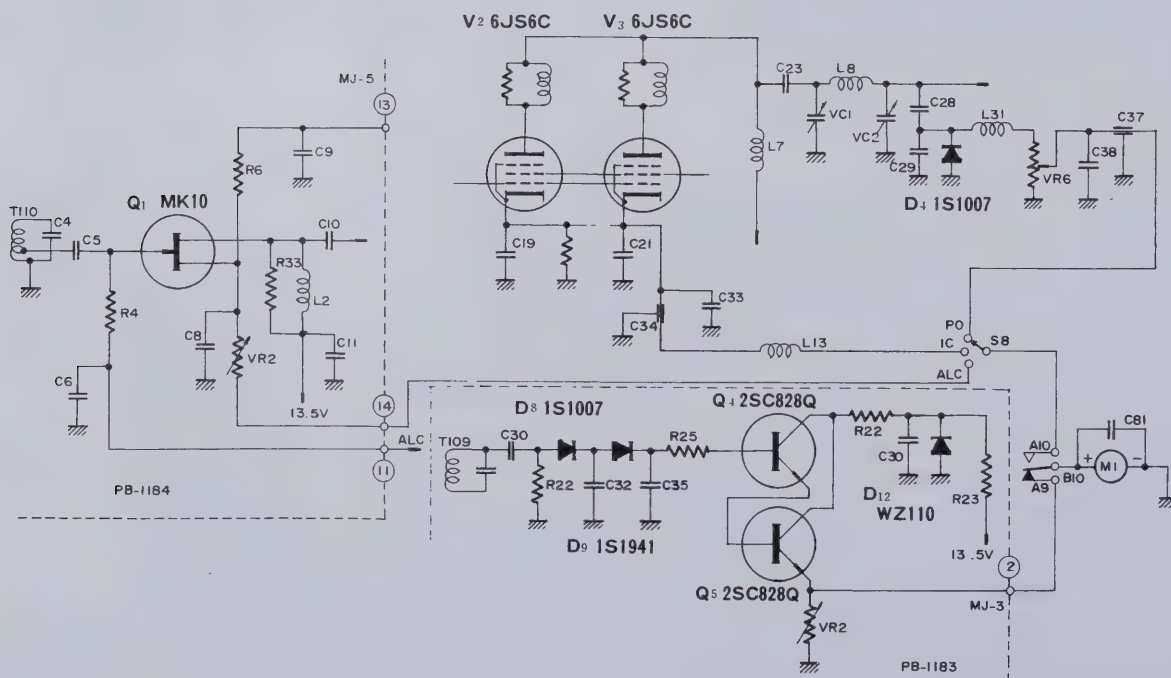 V2 6JS6C
V3 6JS6C
MJ-5
13
C23
L8
VC1
VC2
C28
L31
C37
C29
VR6
C38
D4 1S1007
L7
R6
C9
Q1 MK10
T110
C4
C5
C10
R33
L2
R4
C8
VR2
C11
C6
13.5V
14
ALC
11
PB-1184
C19
C21
C33
C34
L13
PO
IC
S8
ALC
D8 1S1007
Q4 2SC828Q
T109
C30
R25
R22
R22
C32
C35
C30
D9 1S1941
D12
WZ110
R23
13.5V
Q5 2SC828Q
2
MJ-3
VR2
PB-1183
A10
B10
A9
C81
+ M1 -